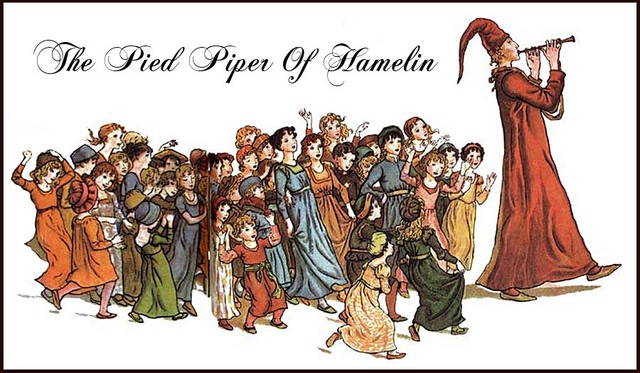 The Pied Piper Of Hamelin